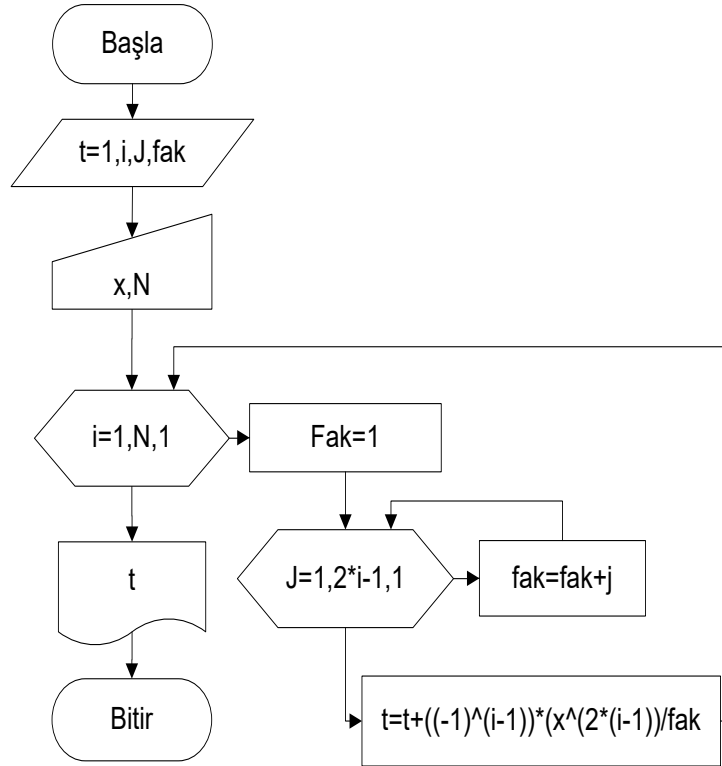 Başla
t=1,i,J,fak
x,N
i=1,N,1
Fak=1
J=1,2*i-1,1
fak=fak+j
t
t=t+((-1)^(i-1))*(x^(2*(i-1))/fak
Bitir